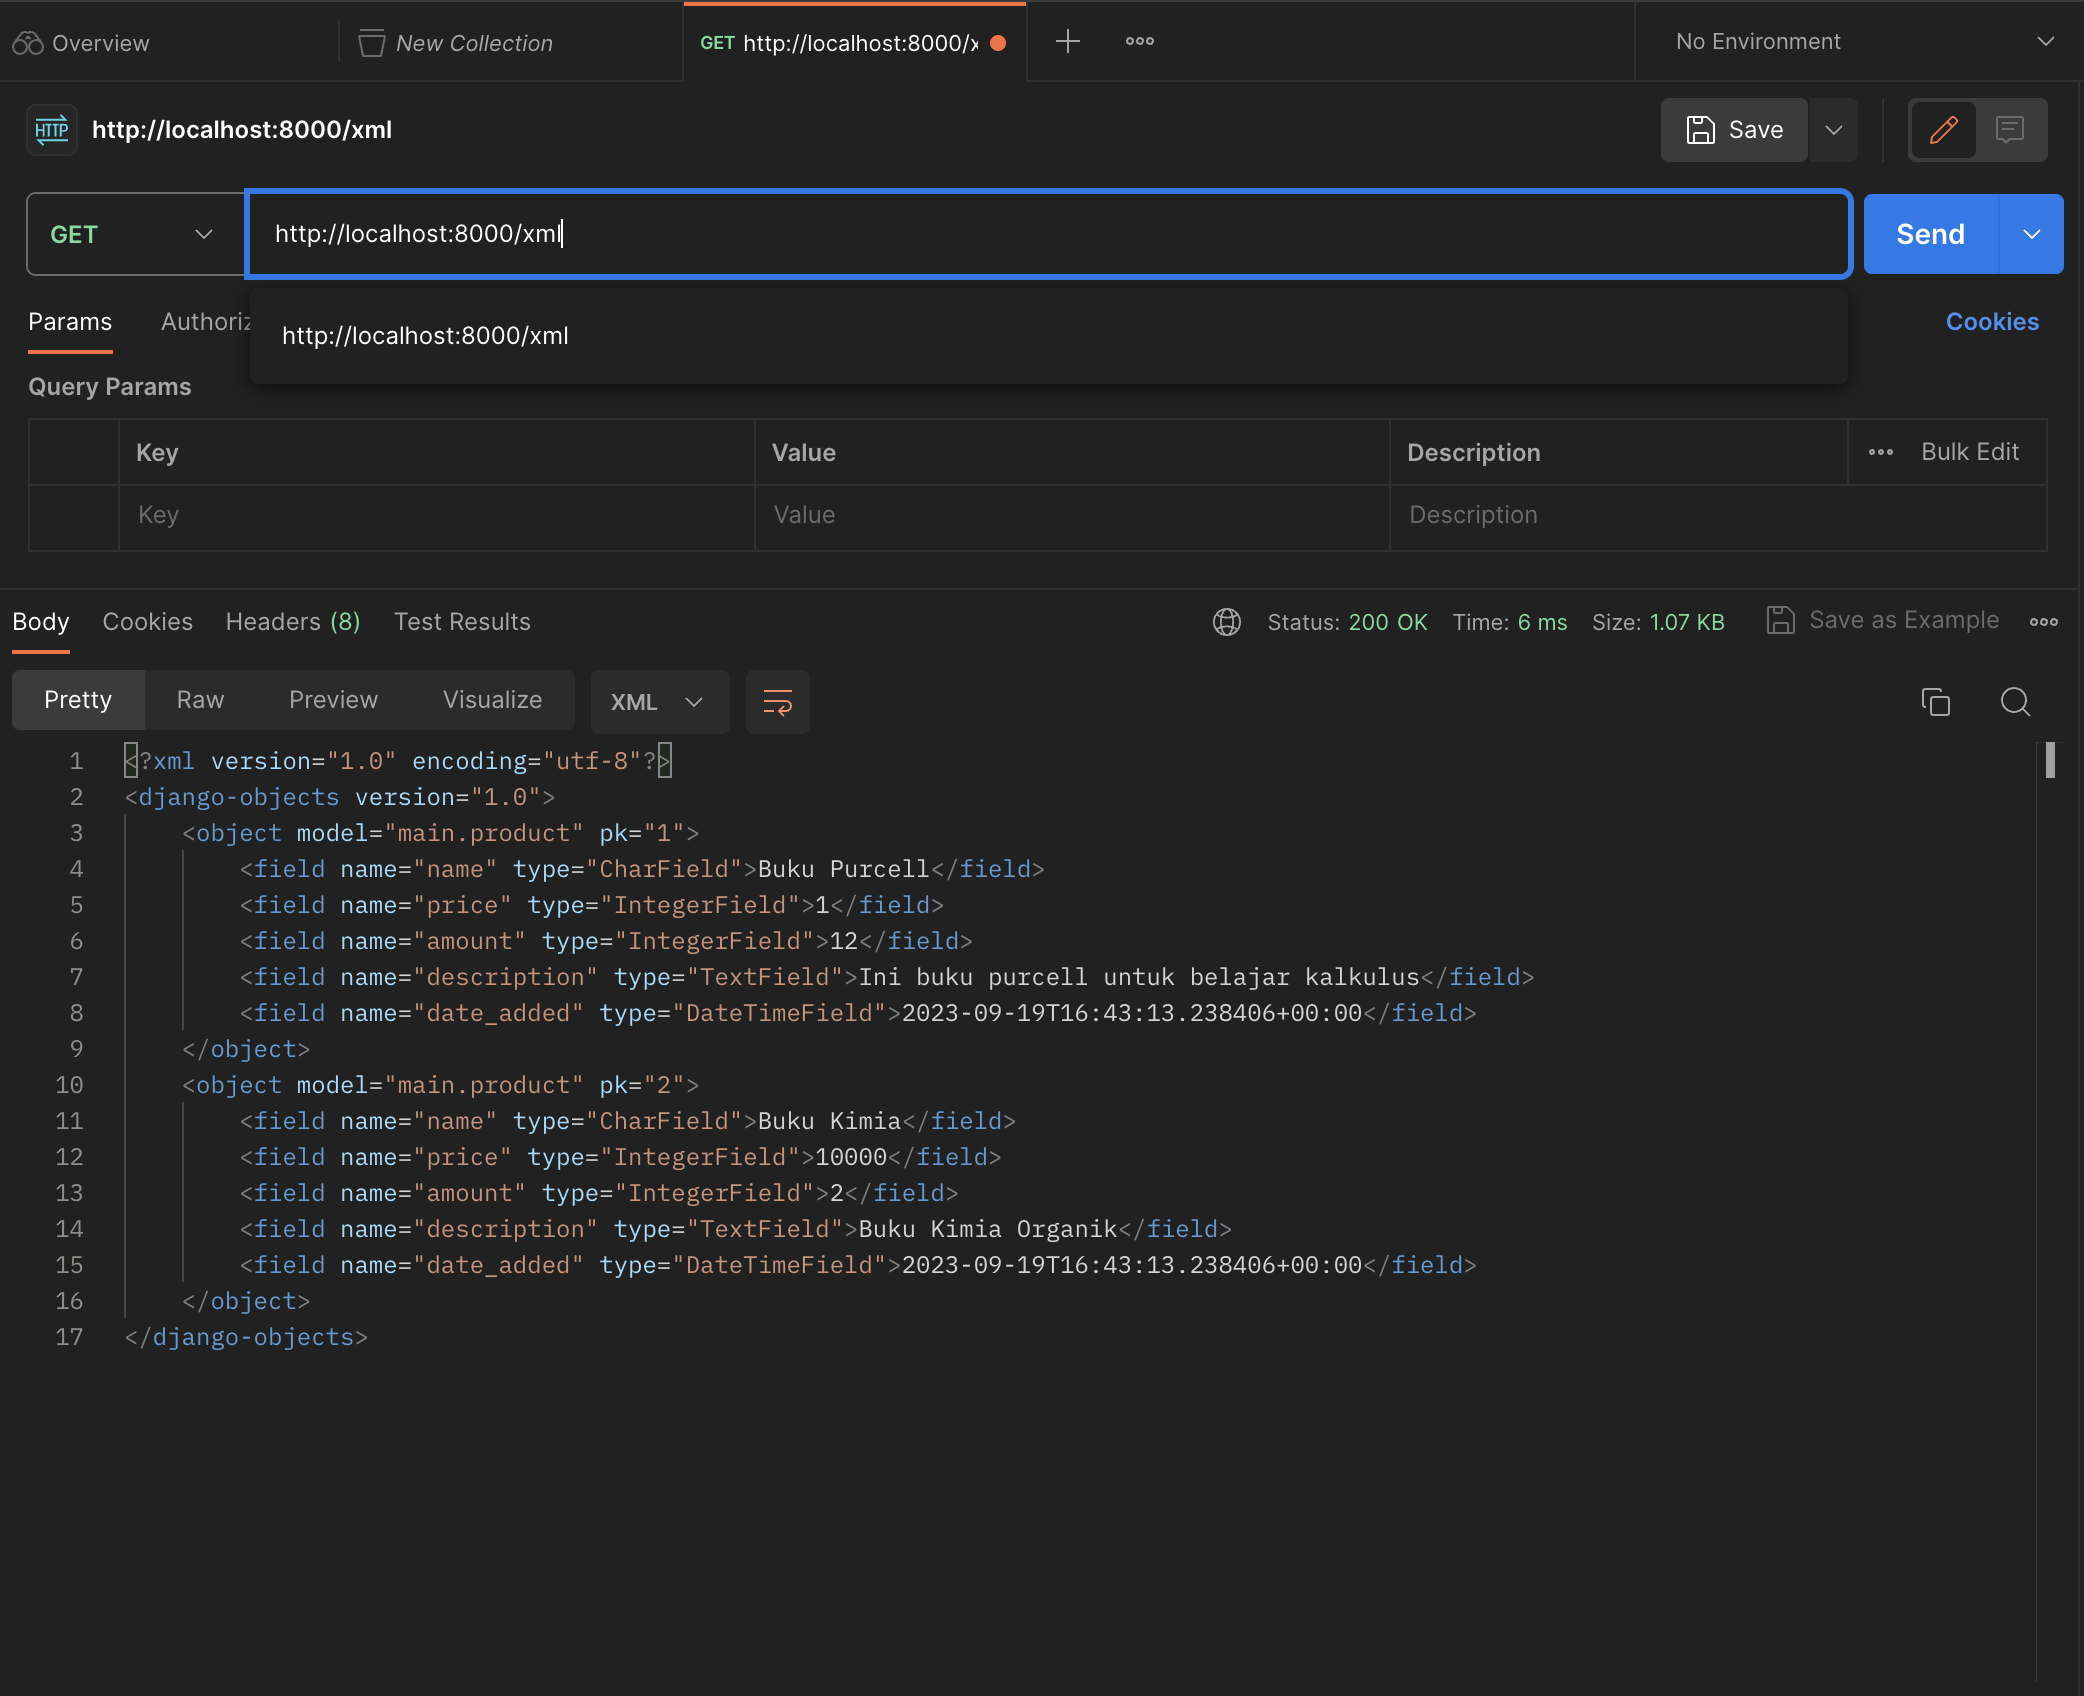 Overview
New Collection
GET http://localhost:8000/x
No Environment
HTTP http://localhost:8000/xml
Save
GET http://localhost:8000/xml
Send
Params Authoriz
http://localhost:8000/xml
Cookies
Query Params
Key Value Description Bulk Edit
Key Value Description
Body Cookies Headers (8) Test Results
Status: 200 OK Time: 6 ms Size: 1.07 KB Save as Example
Pretty Raw Preview Visualize XML
1 <?xml version="1.0" encoding="utf-8"?>
2 <django-objects version="1.0">
3 <object model="main.product" pk="1">
4 <field name="name" type="CharField">Buku Purcell</field>
5 <field name="price" type="IntegerField">1</field>
6 <field name="amount" type="IntegerField">12</field>
7 <field name="description" type="TextField">Ini buku purcell untuk belajar kalkulus</field>
8 <field name="date_added" type="DateTimeField">2023-09-19T16:43:13.238406+00:00</field>
9 </object>
10 <object model="main.product" pk="2">
11 <field name="name" type="CharField">Buku Kimia</field>
12 <field name="price" type="IntegerField">10000</field>
13 <field name="amount" type="IntegerField">2</field>
14 <field name="description" type="TextField">Buku Kimia Organik</field>
15 <field name="date_added" type="DateTimeField">2023-09-19T16:43:13.238406+00:00</field>
16 </object>
17 </django-objects>